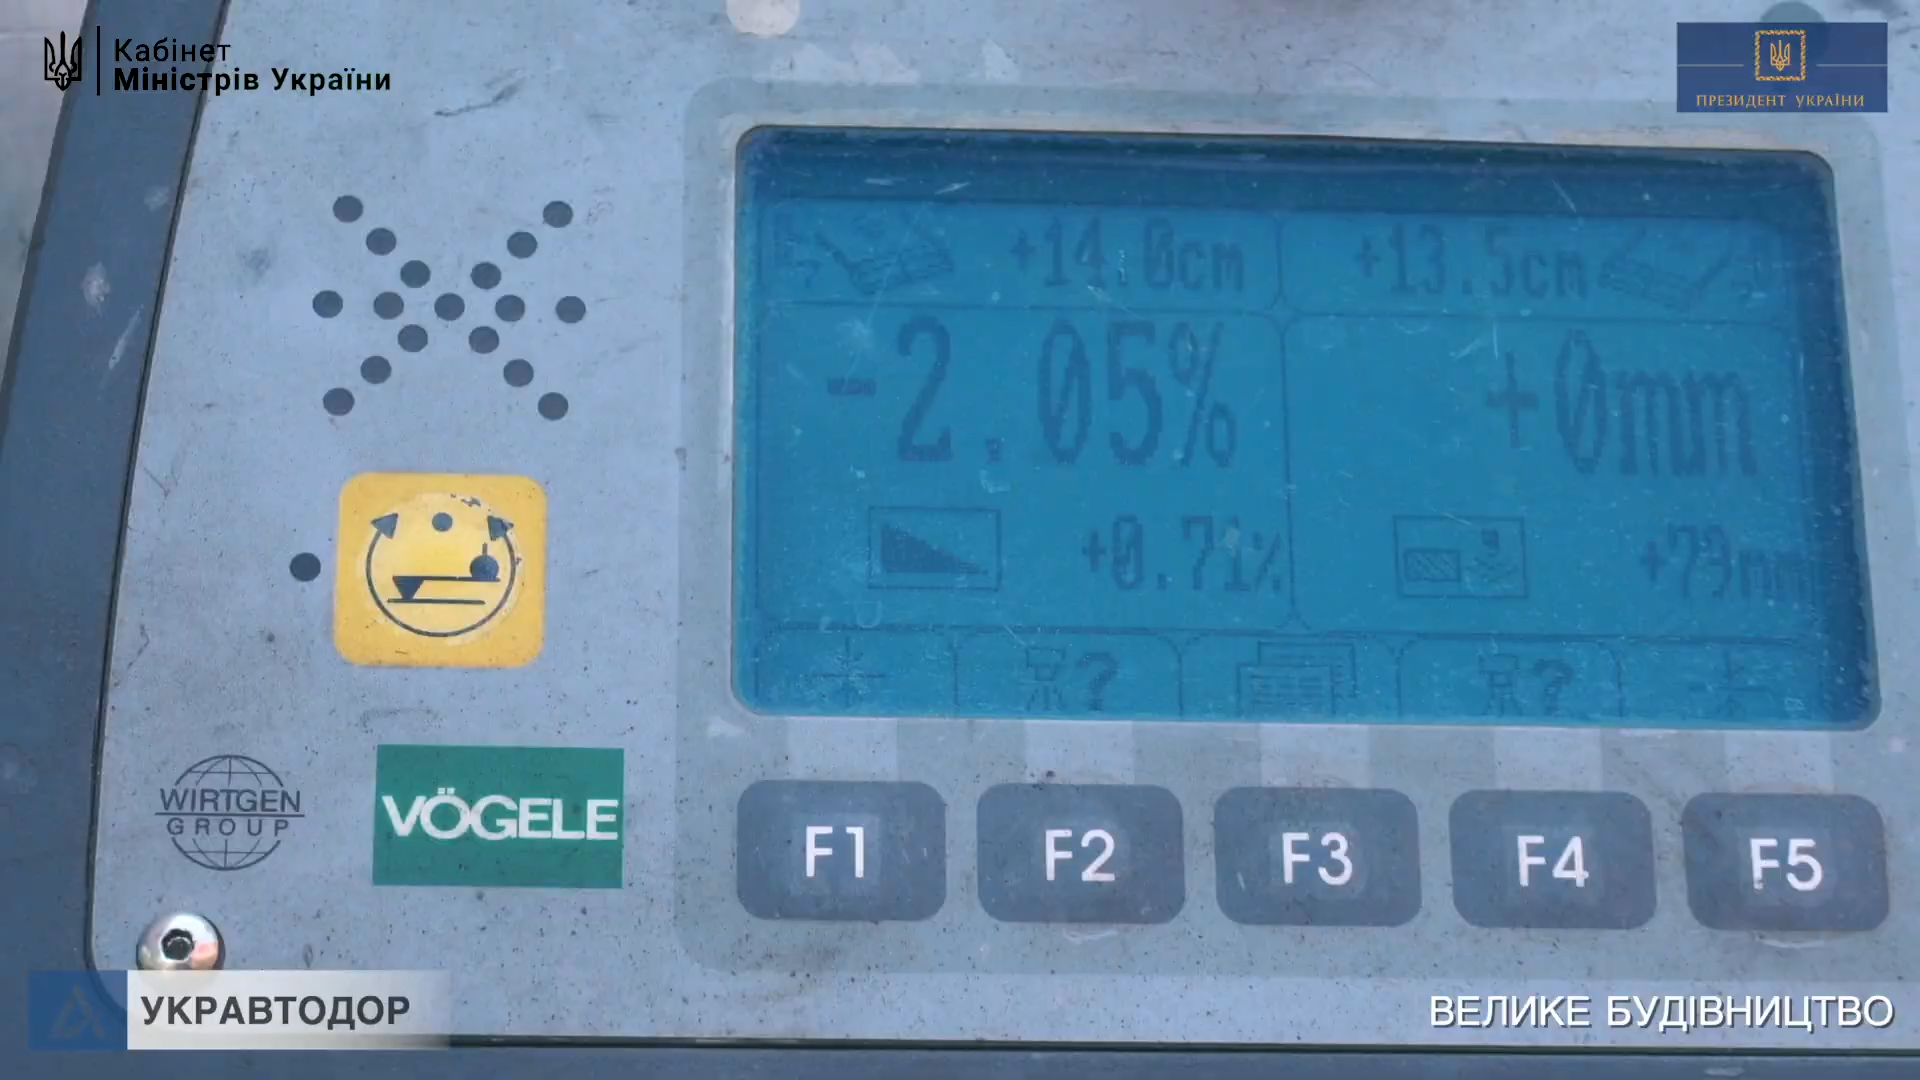 Кабінет
Міністрів України
ПРЕЗИДЕНТ УКРАЇНИ
+14.0cm
+13.5cm
-2.05%
+0mm
+0.71%
+79mm
?
?
WIRTGEN
GROUP
VÖGELE
F1
F2
F3
F4
F5
УКРАВТОДОР
ВЕЛИКЕ БУДІВНИЦТВО